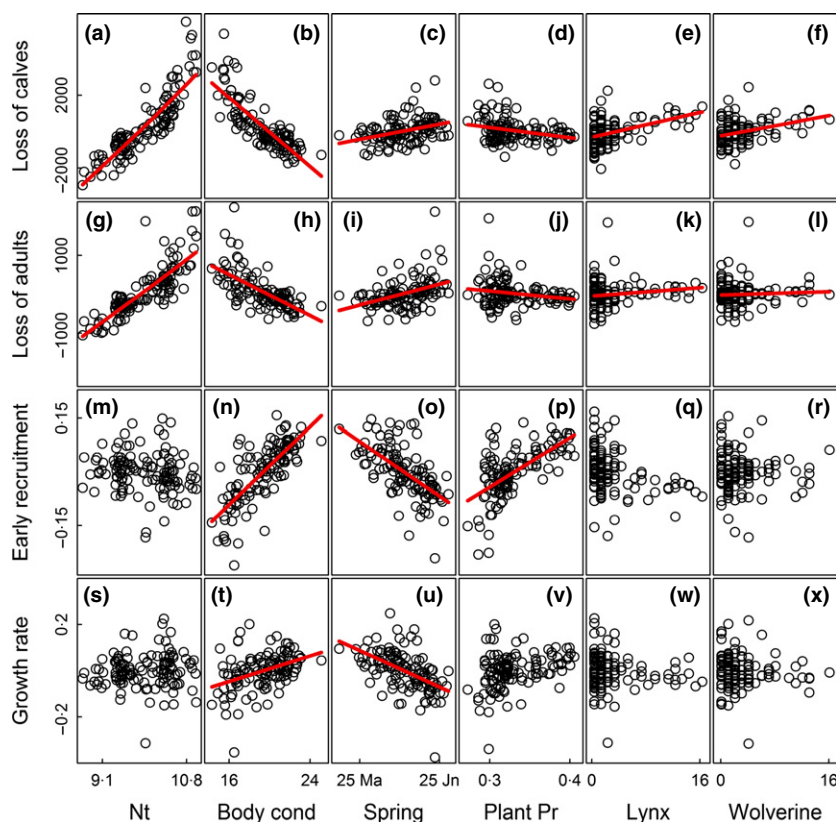 (a) (b) (c) (d) (e) (f)
Loss of calves
2000
−2000
(g) (h) (i) (j) (k) (l)
Loss of adults
1000
−1000
(m) (n) (o) (p) (q) (r)
Early recruitment
0·15
−0·15
(s) (t) (u) (v) (w) (x)
Growth rate
0·2
−0·2
9·1 10·8 16 24 25 Ma 25 Jn 0·3 0·4 0 16 0 16
Nt Body cond Spring Plant Pr Lynx Wolverine